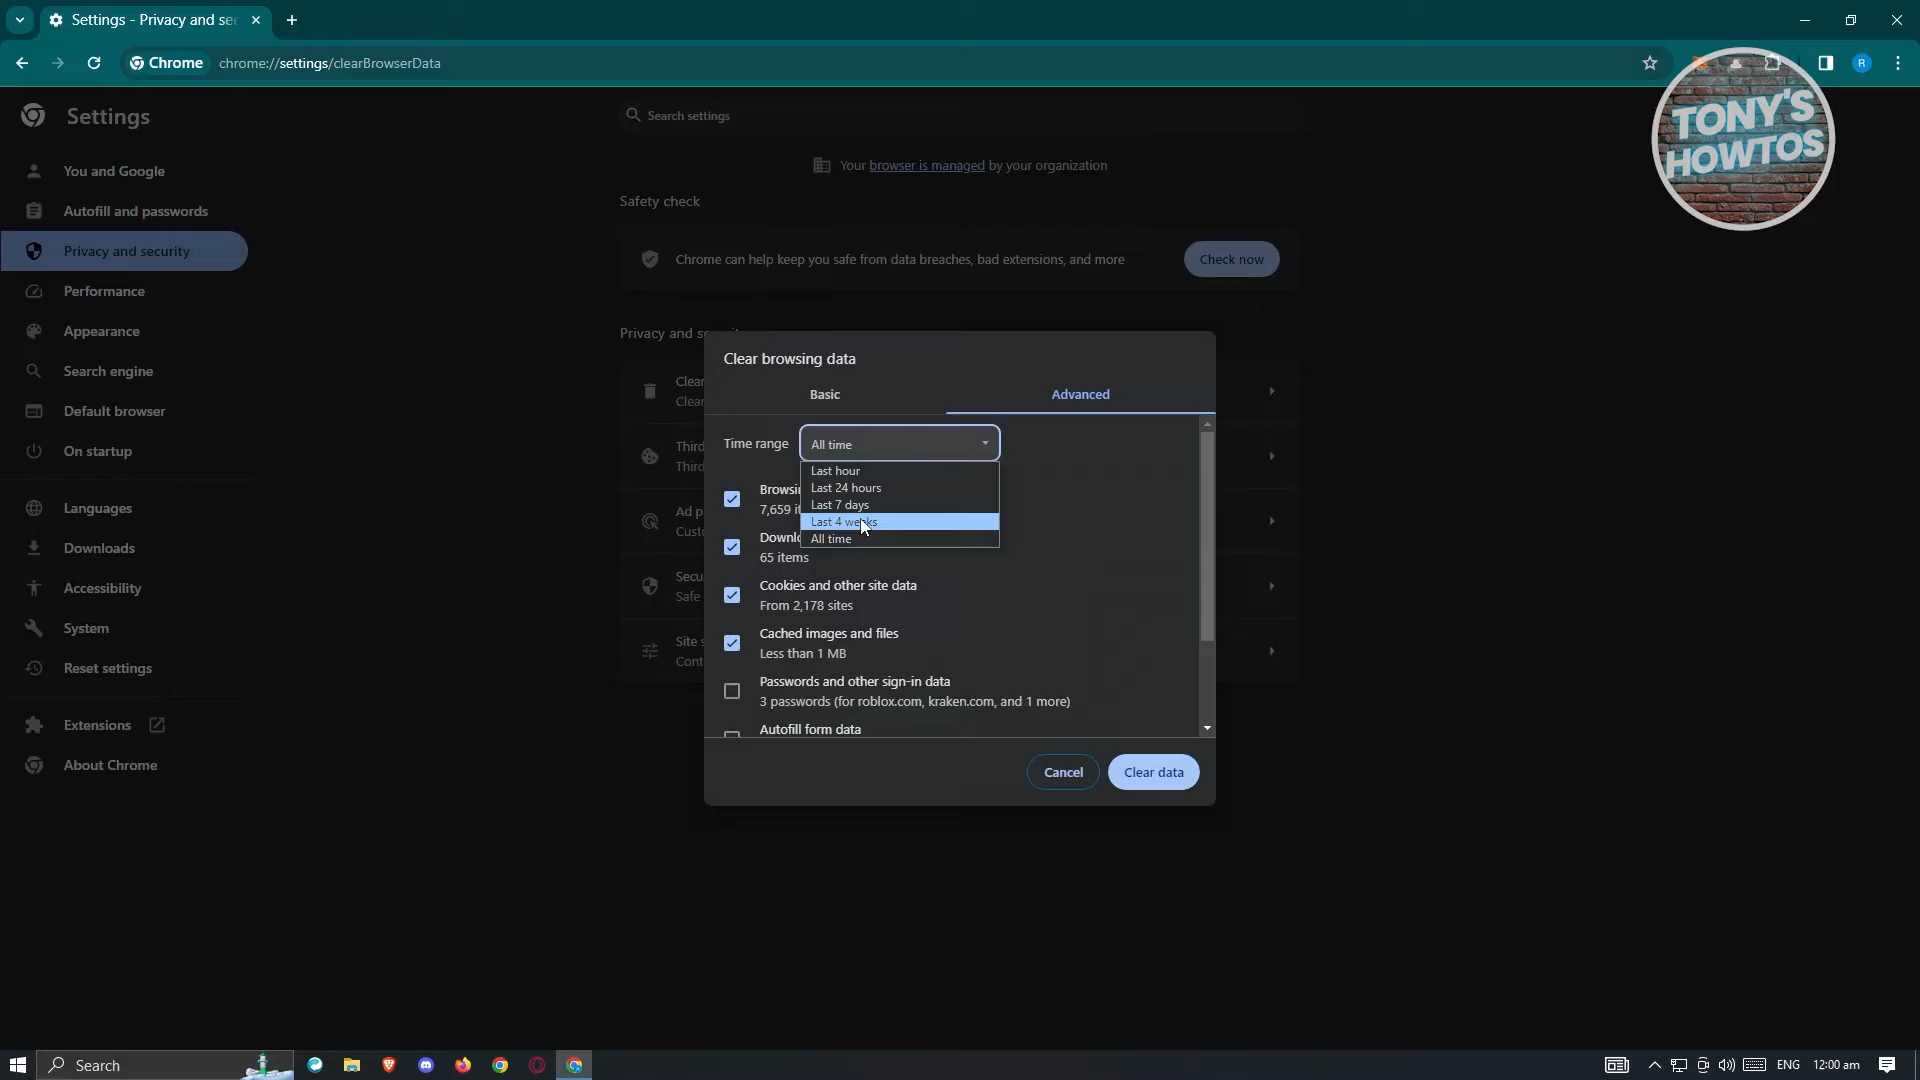 Settings - Privacy and se
Chrome
chrome://settings/clearBrowserData
R
TONY'S
HOWTOS
Settings
Search settings
Your browser is managed by your organization
You and Google
Autofill and passwords
Privacy and security
Performance
Appearance
Search engine
Default browser
On startup
Languages
Downloads
Accessibility
System
Reset settings
Extensions
About Chrome
Safety check
Chrome can help keep you safe from data breaches, bad extensions, and more
Check now
Privacy and
Clear
Clear
Third
Third
Ad p
Secu
Safe
Site s
Clear browsing data
Basic
Advanced
Time range
All time
Last hour
Last 24 hours
Last 7 days
Last 4 weeks
All time
7,659
65 items
Cookies and other site data
From 2,178 sites
Cached images and files
Less than 1 MB
Passwords and other sign-in data
3 passwords (for roblox.com, kraken.com, and 1 more)
Autofill form data
Cancel
Clear data
Search
ENG
12:00 am